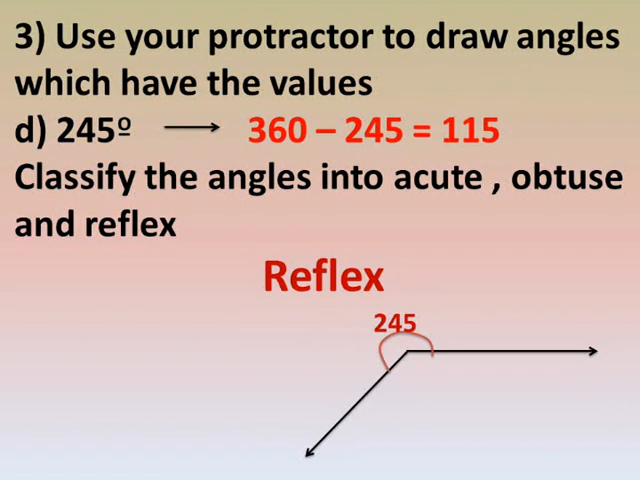 3) Use your protractor to draw angles
which have the values
d) 245º → 360 – 245 = 115
Classify the angles into acute , obtuse
and reflex
Reflex
245